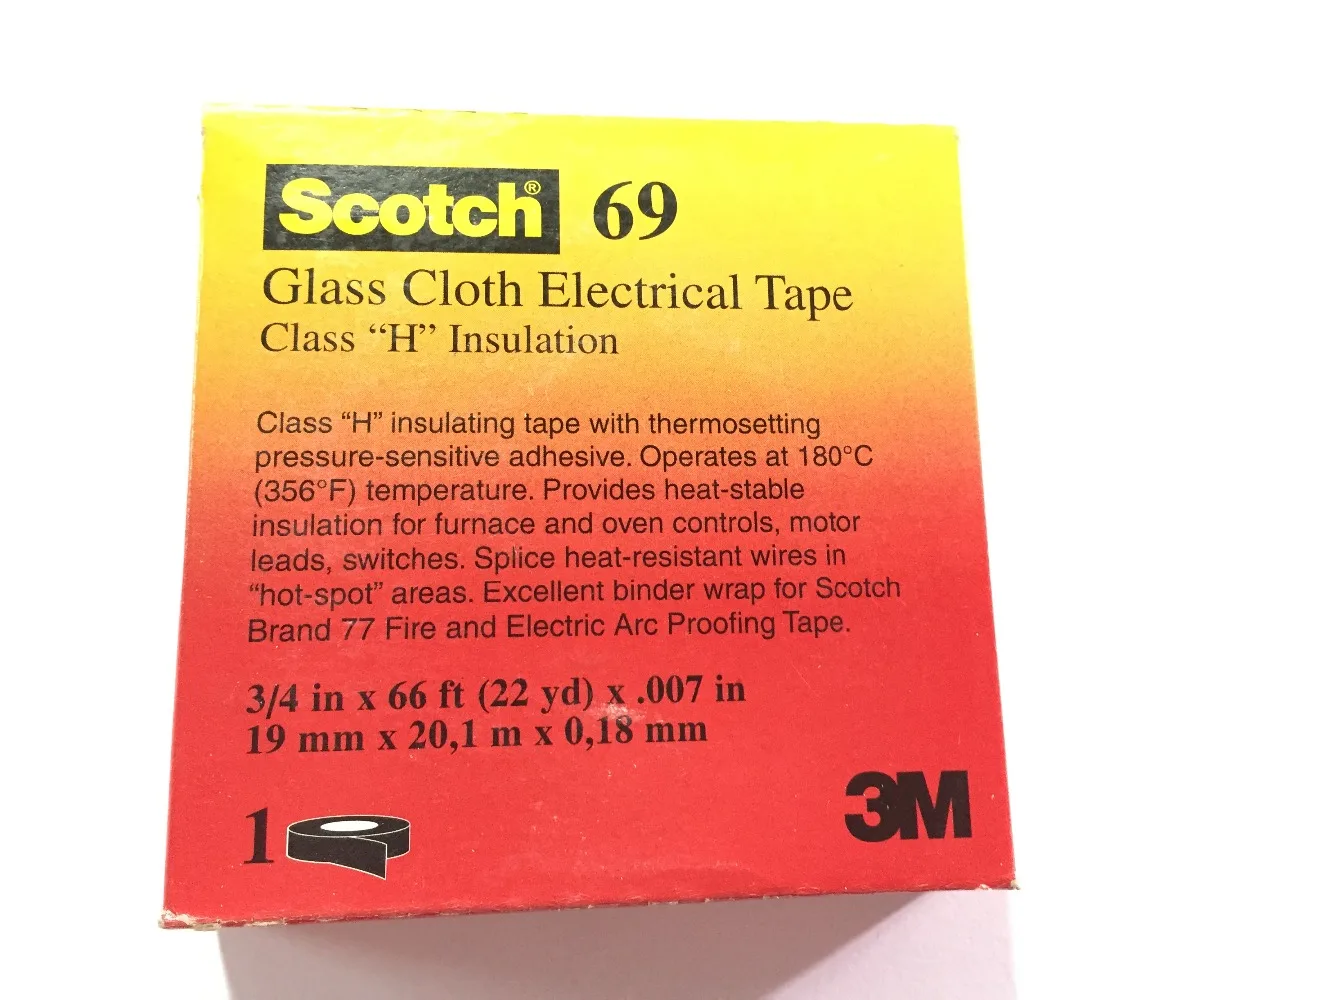 Scotch® 69
Glass Cloth Electrical Tape
Class “H” Insulation
Class “H” insulating tape with thermosetting
pressure-sensitive adhesive. Operates at 180°C
(356°F) temperature. Provides heat-stable
insulation for furnace and oven controls, motor
leads, switches. Splice heat-resistant wires in
“hot-spot” areas. Excellent binder wrap for Scotch
Brand 77 Fire and Electric Arc Proofing Tape.
3/4 in x 66 ft (22 yd) x .007 in
19 mm x 20,1 m x 0,18 mm
3M
1